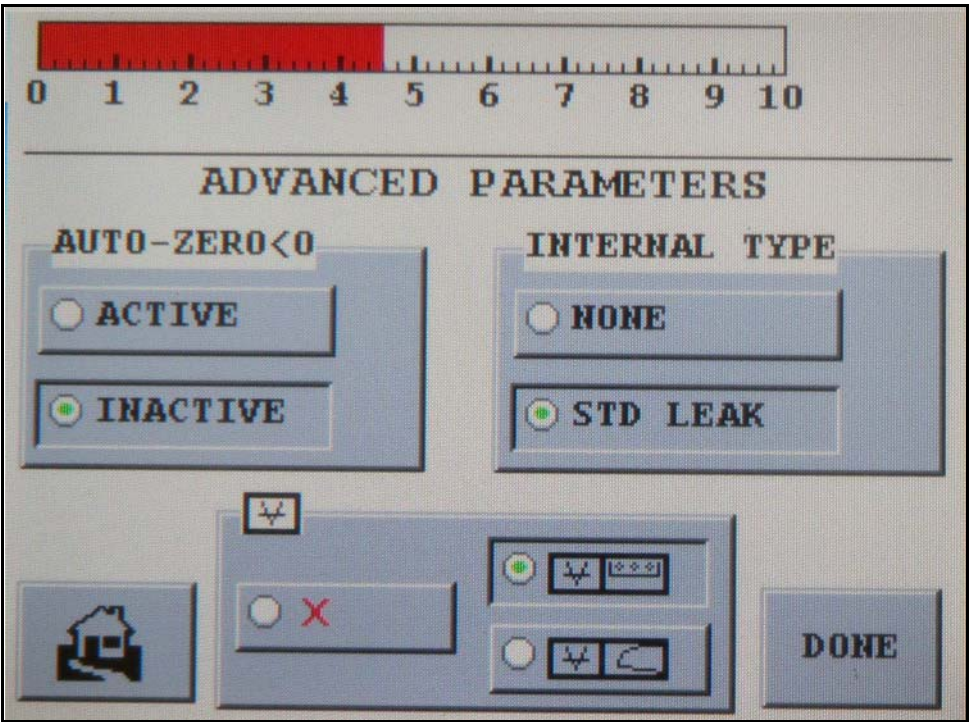 0 1 2 3 4 5 6 7 8 9 10
ADVANCED PARAMETERS
AUTO-ZERO<0
INTERNAL TYPE
ACTIVE
NONE
INACTIVE
STD LEAK
X
DONE